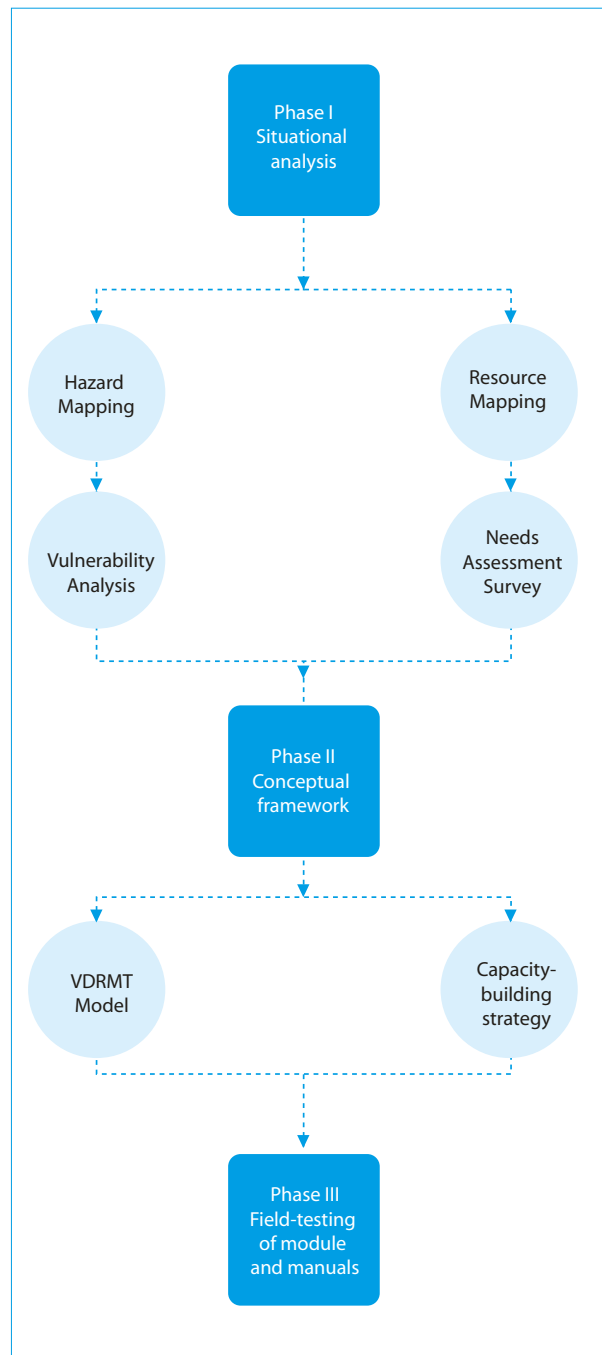 Phase I
Situational
analysis
Hazard
Mapping
Resource
Mapping
Vulnerability
Analysis
Needs
Assessment
Survey
Phase II
Conceptual
framework
VDRMT
Model
Capacity-
building
strategy
Phase III
Field-testing
of module
and manuals